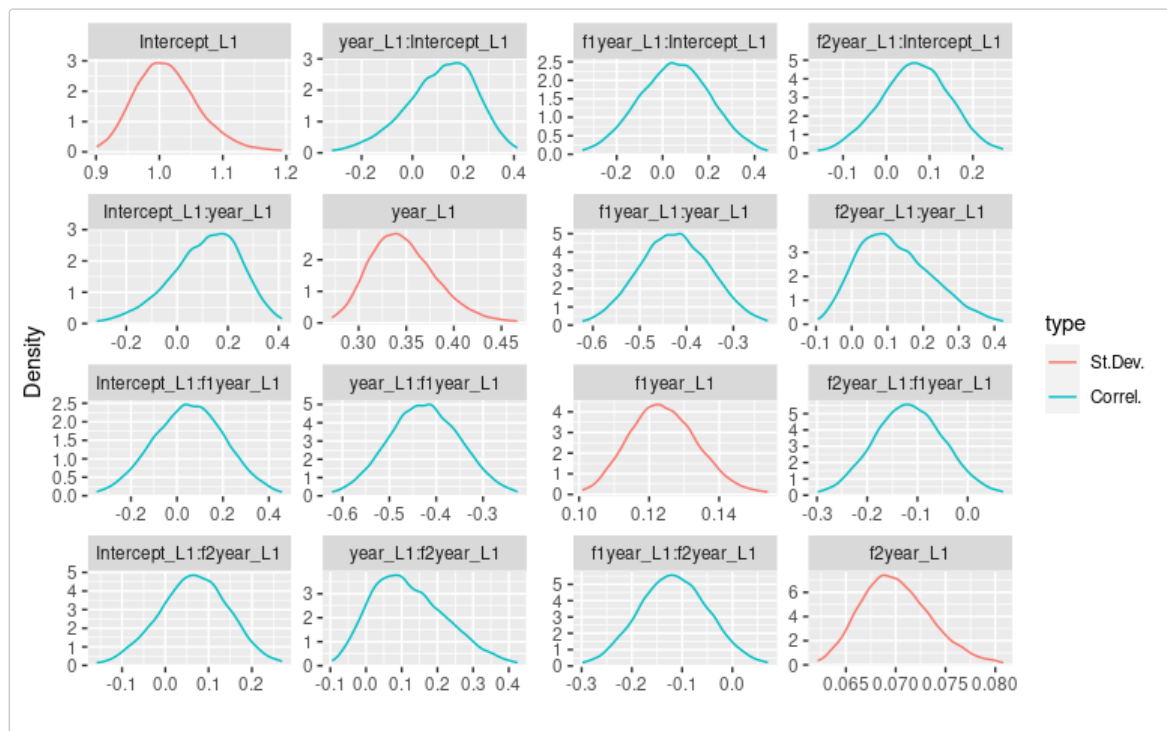 Intercept_L1 year_L1:Intercept_L1 f1year_L1:Intercept_L1 f2year_L1:Intercept_L1
3 2 1 0
3 2 1 0
2.5 2.0 1.5 1.0 0.5 0.0
5 4 3 2 1 0
0.9 1.0 1.1 1.2
-0.2 0.0 0.2 0.4
-0.2 0.0 0.2 0.4
-0.1 0.0 0.1 0.2
Intercept_L1:year_L1 year_L1 f1year_L1:year_L1 f2year_L1:year_L1
3 2 1 0
2 1 0
5 4 3 2 1 0
3 2 1 0
-0.2 0.0 0.2 0.4
0.30 0.35 0.40 0.45
-0.6 -0.5 -0.4 -0.3
-0.1 0.0 0.1 0.2 0.3 0.4
Intercept_L1:f1year_L1 year_L1:f1year_L1 f1year_L1 f2year_L1:f1year_L1
2.5 2.0 1.5 1.0 0.5 0.0
5 4 3 2 1 0
4 3 2 1 0
5 4 3 2 1 0
-0.2 0.0 0.2 0.4
-0.6 -0.5 -0.4 -0.3
0.10 0.12 0.14
-0.3 -0.2 -0.1 0.0
Intercept_L1:f2year_L1 year_L1:f2year_L1 f1year_L1:f2year_L1 f2year_L1
5 4 3 2 1 0
3 2 1 0
5 4 3 2 1 0
6 4 2 0
-0.1 0.0 0.1 0.2
-0.1 0.0 0.1 0.2 0.3 0.4
-0.3 -0.2 -0.1 0.0
0.065 0.070 0.075 0.080
Density
type
St.Dev.
Correl.